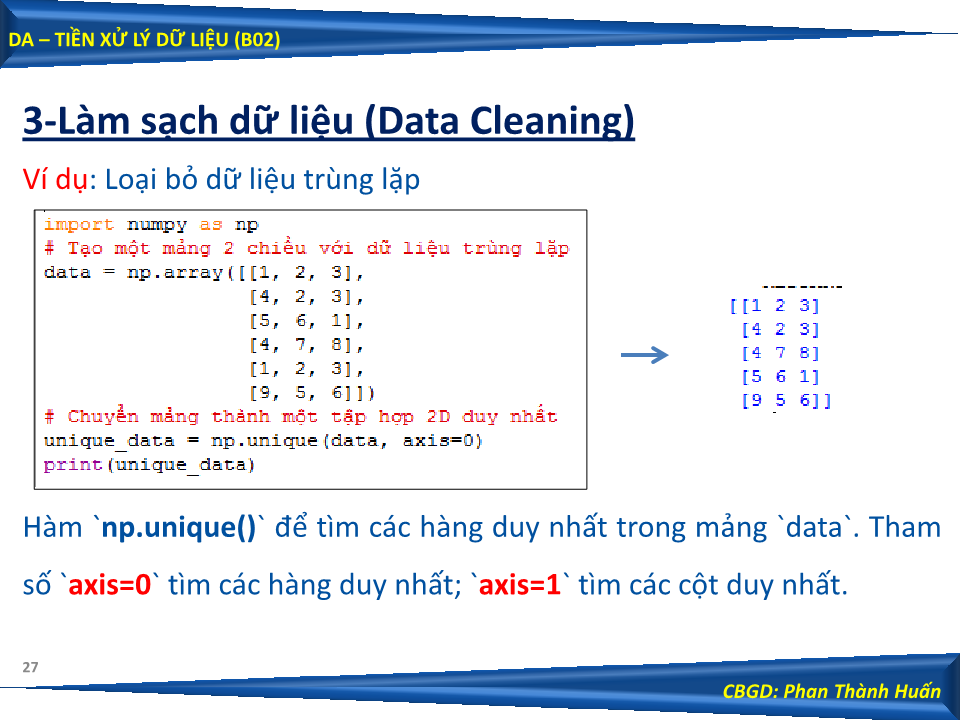 DA – TIỀN XỬ LÝ DỮ LIỆU (B02)
3-Làm sạch dữ liệu (Data Cleaning)
Ví dụ: Loại bỏ dữ liệu trùng lặp
import numpy as np
# Tạo một mảng 2 chiều với dữ liệu trùng lặp
data = np.array([[1, 2, 3],
[4, 2, 3],
[5, 6, 1],
[4, 7, 8],
[1, 2, 3],
[9, 5, 6]])
# Chuyển mảng thành một tập hợp 2D duy nhất
unique_data = np.unique(data, axis=0)
print(unique_data)
[[1 2 3]
[4 2 3]
[4 7 8]
[5 6 1]
[9 5 6]]
Hàm `np.unique()` để tìm các hàng duy nhất trong mảng `data`. Tham
số `axis=0` tìm các hàng duy nhất; `axis=1` tìm các cột duy nhất.
27
CBGD: Phan Thành Huấn